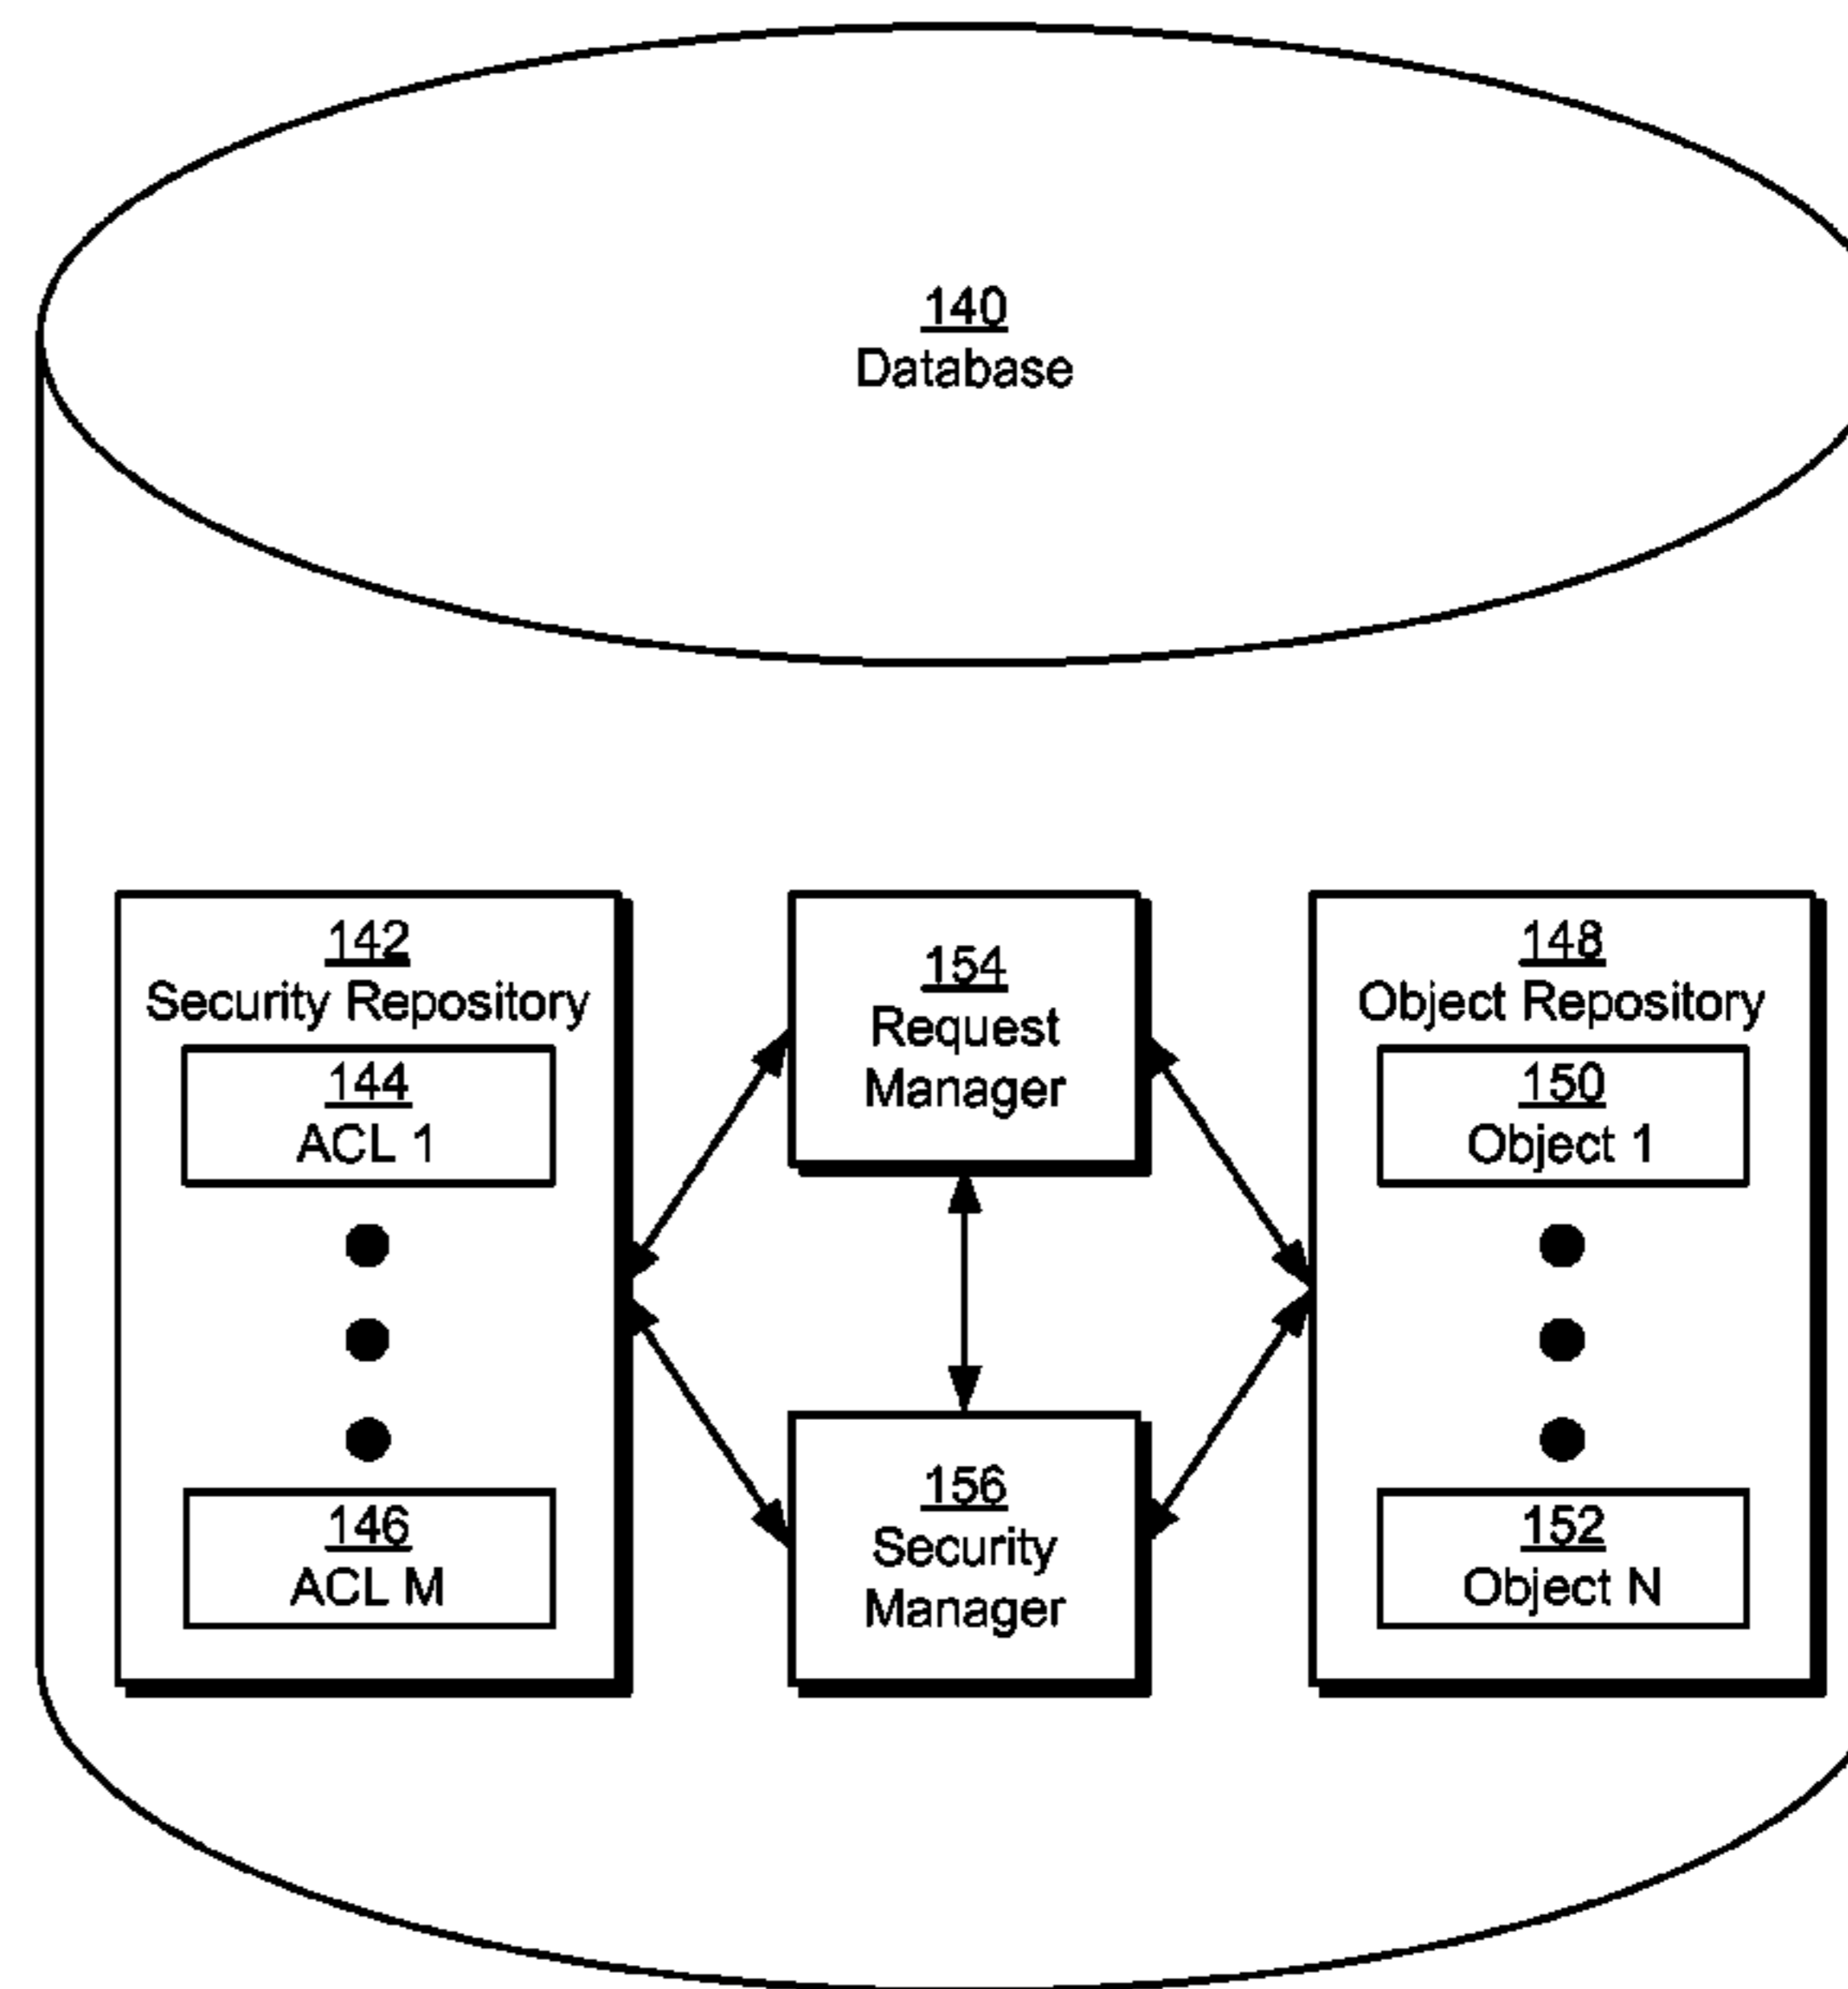 140
Database
142
Security Repository
144
ACL 1
146
ACL M
154
Request
Manager
156
Security
Manager
148
Object Repository
150
Object 1
152
Object N